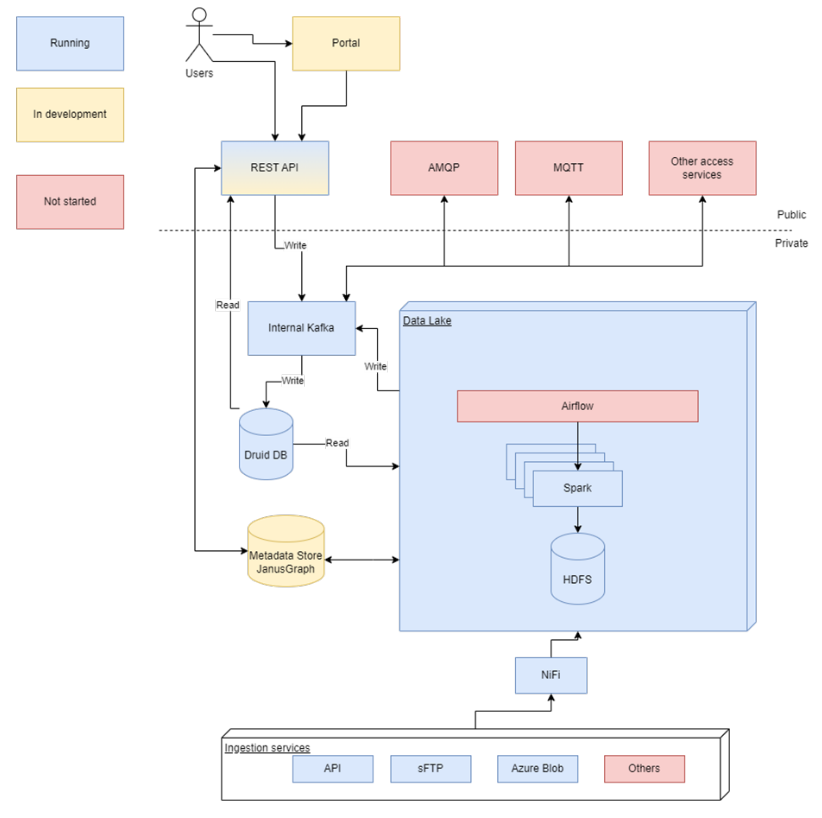 Running
Portal
Users
In development
REST API
AMQP
MQTT
Other access
services
Not started
Public
Private
Write
Read
Internal Kafka
Data Lake
Write
Write
Airflow
Druid DB
Read
Spark
Metadata Store
JanusGraph
HDFS
NiFi
Ingestion services
API
sFTP
Azure Blob
Others